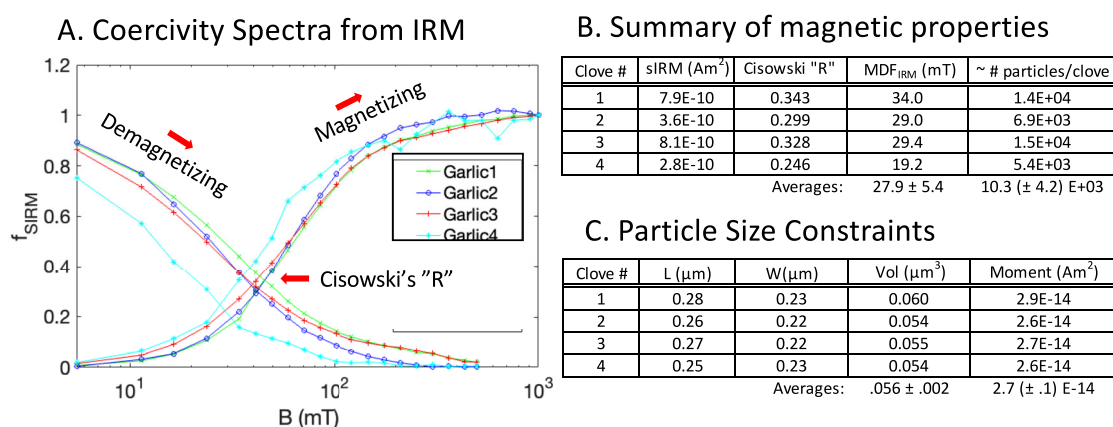 A. Coercivity Spectra from IRM
1.2
1
0.8
0.6
0.4
0.2
0
f_SIRM
Demagnetizing
Magnetizing
Garlic1
Garlic2
Garlic3
Garlic4
Cisowski's ”R”
10¹ 10² 10³
B (mT)
B. Summary of magnetic properties
Clove # sIRM (Am²) Cisowski "R" MDF_IRM (mT) ~ # particles/clove
1 7.9E-10 0.343 34.0 1.4E+04
2 3.6E-10 0.299 29.0 6.9E+03
3 8.1E-10 0.328 29.4 1.5E+04
4 2.8E-10 0.246 19.2 5.4E+03
Averages: 27.9 ± 5.4 10.3 (± 4.2) E+03
C. Particle Size Constraints
Clove # L (μm) W(μm) Vol (μm³) Moment (Am²)
1 0.28 0.23 0.060 2.9E-14
2 0.26 0.22 0.054 2.6E-14
3 0.27 0.22 0.055 2.7E-14
4 0.25 0.23 0.054 2.6E-14
Averages: .056 ± .002 2.7 (± .1) E-14